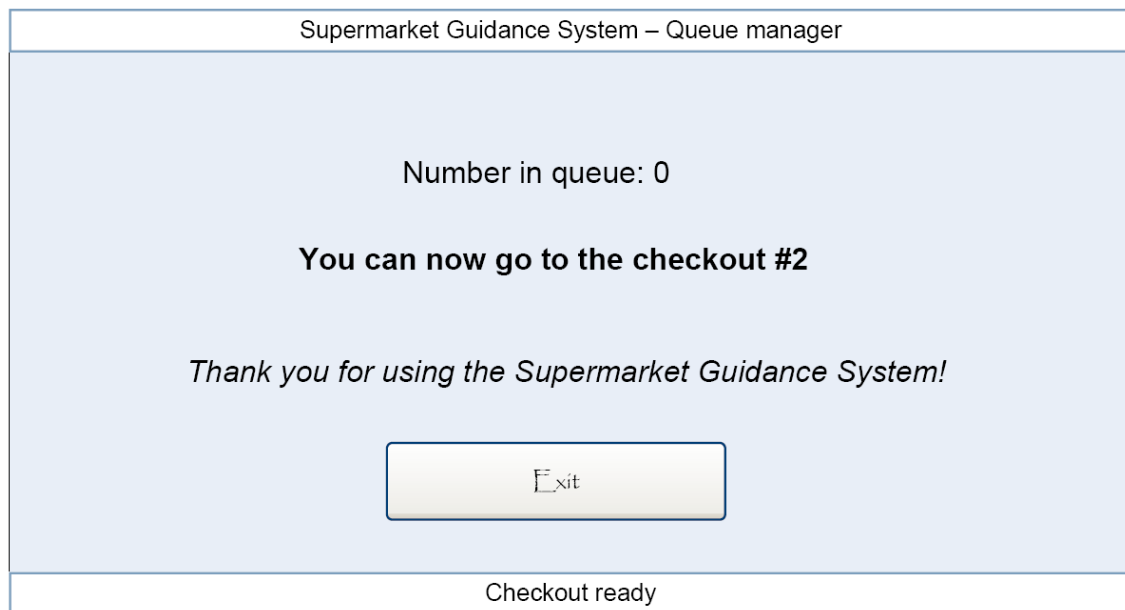 Supermarket Guidance System – Queue manager
Number in queue: 0
You can now go to the checkout #2
Thank you for using the Supermarket Guidance System!
Exit
Checkout ready